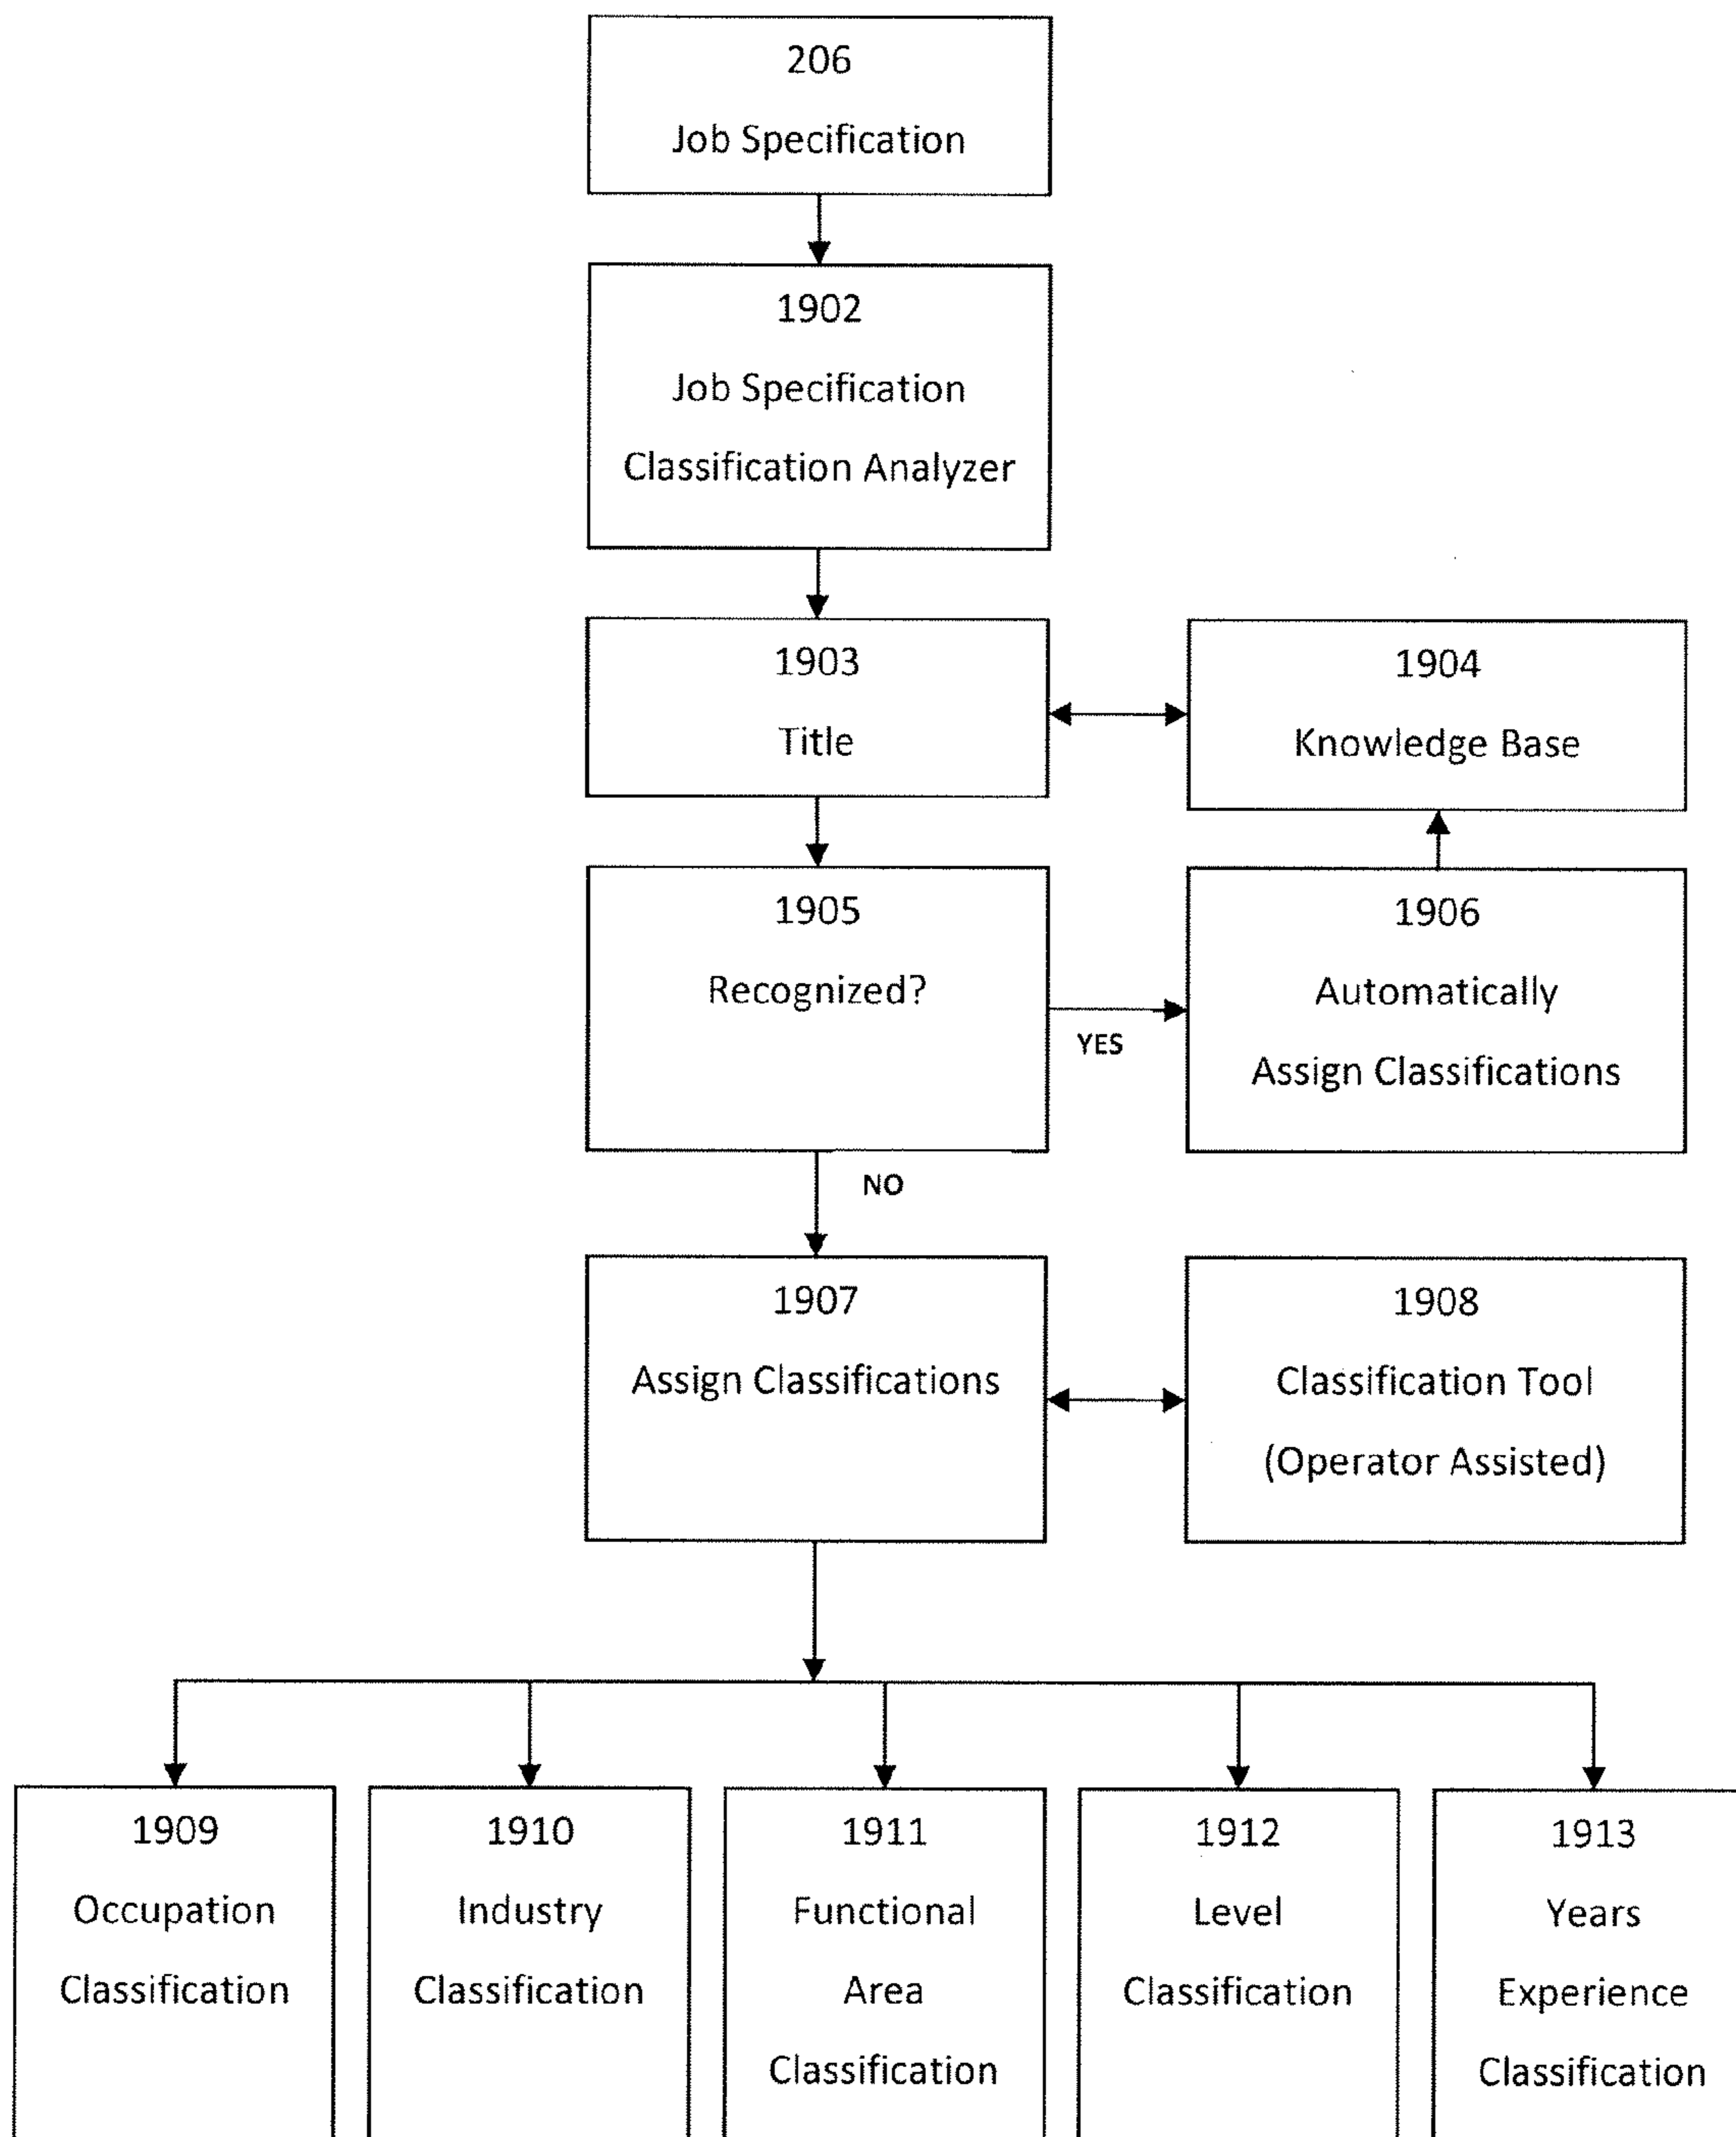 206
Job Specification
1902
Job Specification
Classification Analyzer
1903
Title
1904
Knowledge Base
1905
Recognized?
YES
1906
Automatically
Assign Classifications
NO
1907
Assign Classifications
1908
Classification Tool
(Operator Assisted)
1909
Occupation
Classification
1910
Industry
Classification
1911
Functional
Area
Classification
1912
Level
Classification
1913
Years
Experience
Classification